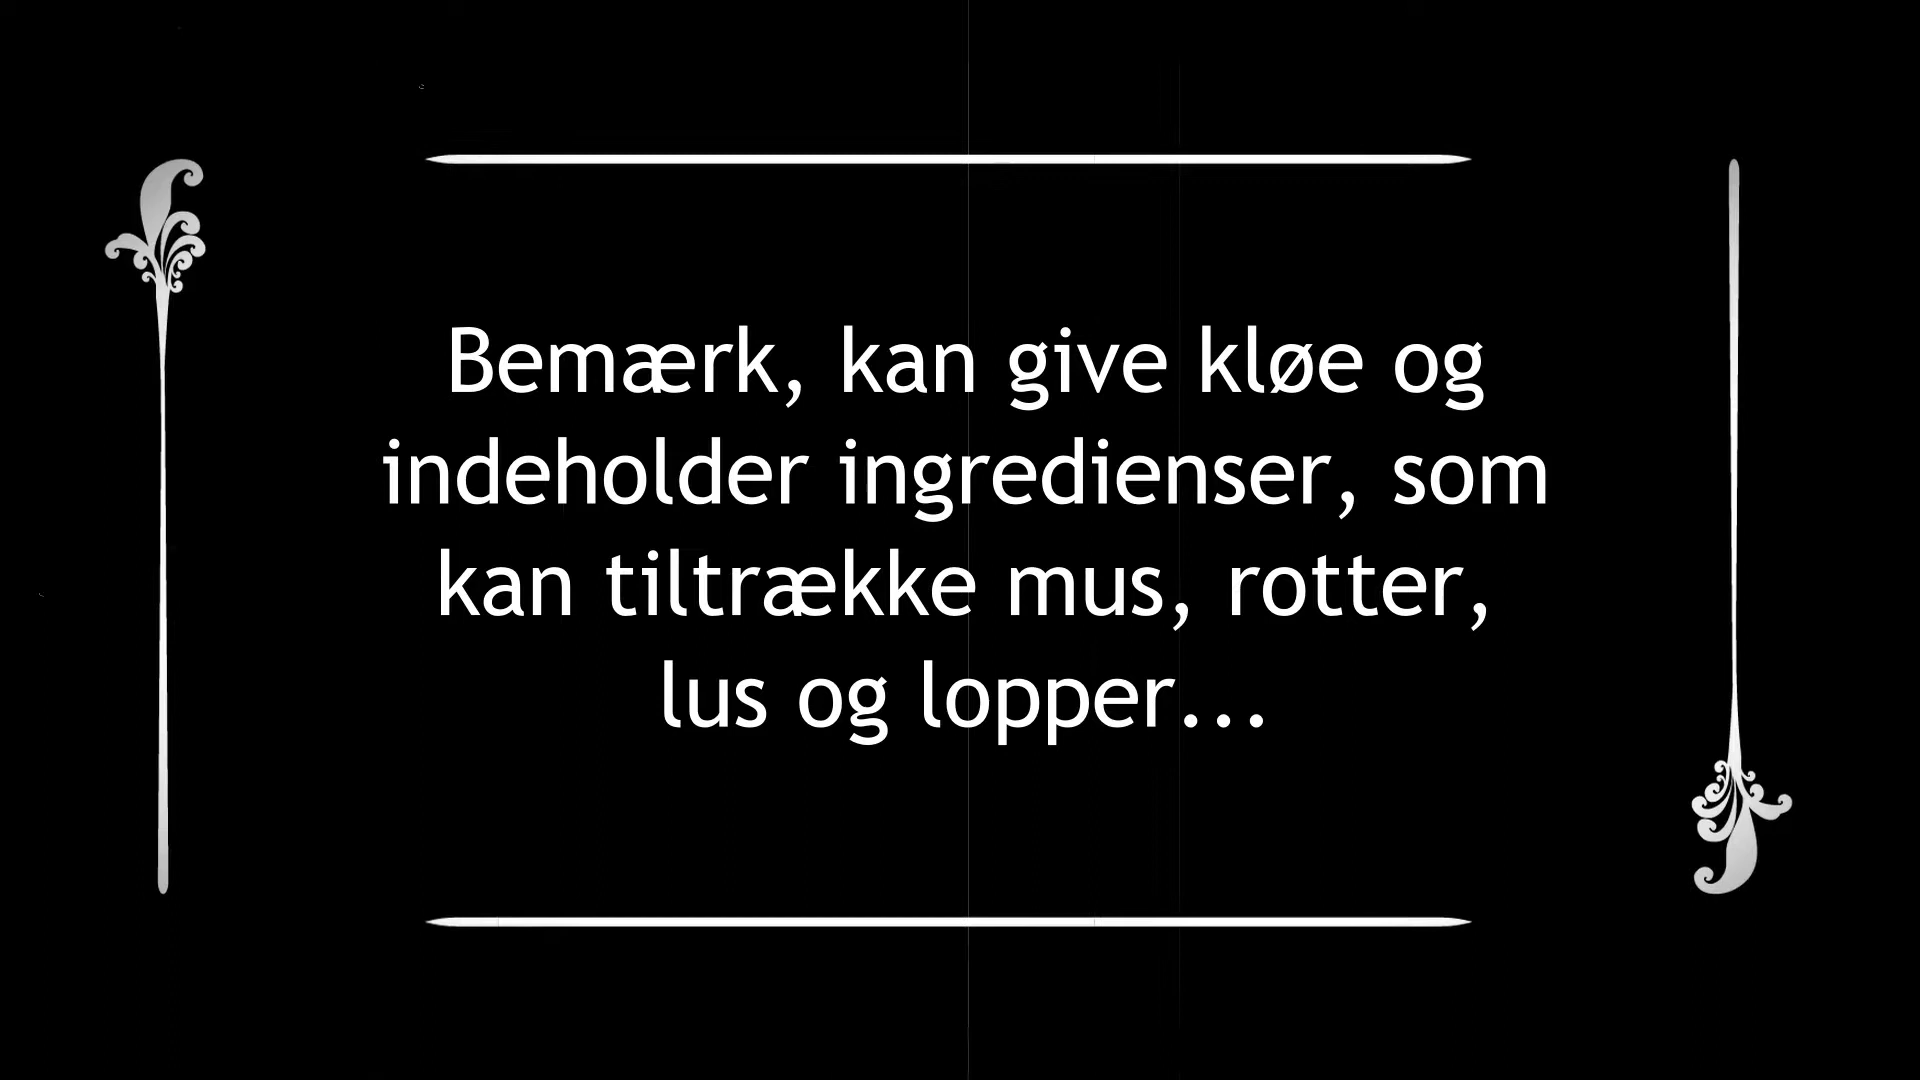 Bemærk, kan give kløe og
indeholder ingredienser, som
kan tiltrække mus, rotter,
lus og lopper...